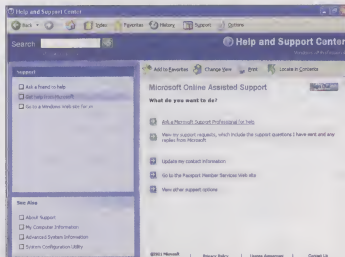 Help and Support Center
Back
Index
Favorites
History
Support
Options
Search
Help and Support Center
Support
Add to Favorites
Change View
Print
Locate in Contents
Ask a friend to help
Get help from Microsoft
Go to a Windows Web site for
Microsoft Online Assisted Support
Sign Out
What do you want to do?
Ask a Microsoft Support Professional for help
View my support requests, which include the support questions I have sent and any
replies from Microsoft
Update my contact information
Go to the Passport Member Services Web site
View other support options
See Also
About Support
My Computer Information
Advanced System Information
System Configuration Utility
©2001 Microsoft
Privacy Policy
License Agreement
Contact Us